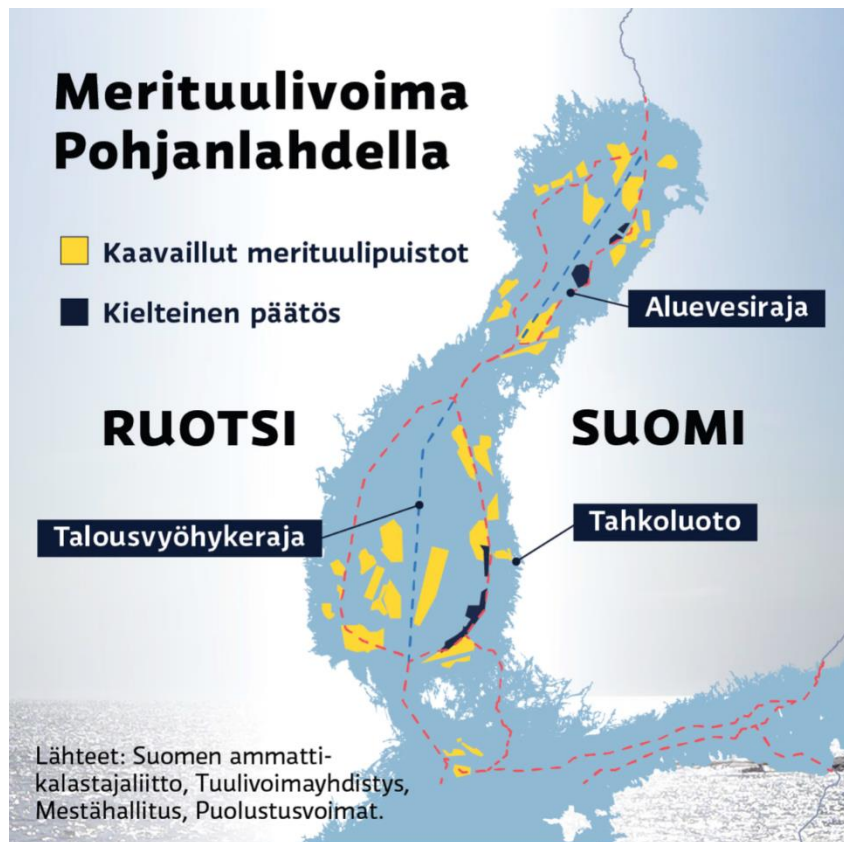 Merituulivoima
Pohjanlahdella
Kaavaillut merituulipuistot
Kielteinen päätös
Aluevesiraja
RUOTSI
SUOMI
Tahkoluoto
Talousvyöhykeraja
Lähteet: Suomen ammatti-
kalastajaliitto, Tuulivoimayhdistys,
Mestähallitus, Puolustusvoimat.